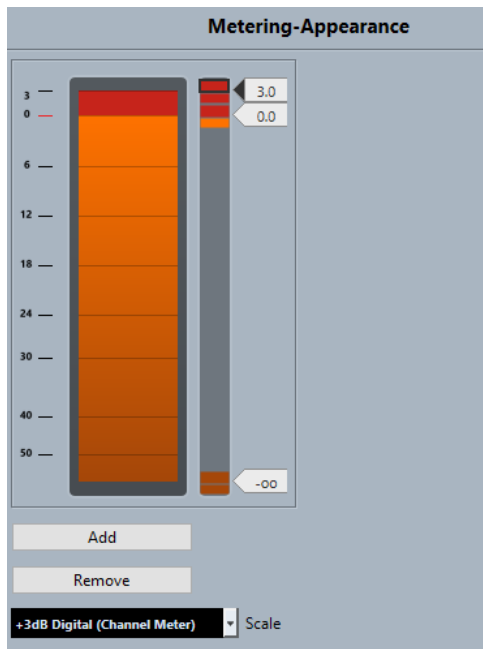 Metering-Appearance
3
3.0
0
0.0
6
12
18
24
30
40
50
-oo
Add
Remove
+3dB Digital (Channel Meter)
Scale